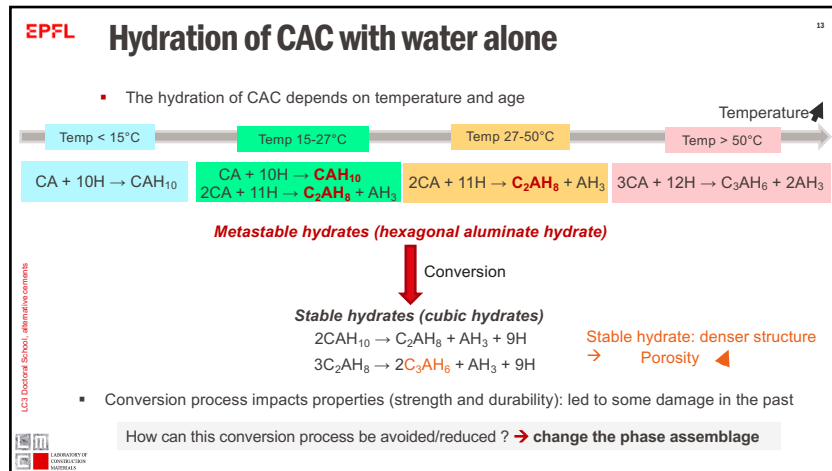 EPFL
Hydration of CAC with water alone
13
▪ The hydration of CAC depends on temperature and age
Temperature
Temp < 15°C
Temp 15-27°C
Temp 27-50°C
Temp > 50°C
CA + 10H → CAH₁₀
CA + 10H → CAH₁₀
2CA + 11H → C₂AH₈ + AH₃
2CA + 11H → C₂AH₈ + AH₃
3CA + 12H → C₃AH₆ + 2AH₃
Metastable hydrates (hexagonal aluminate hydrate)
Conversion
Stable hydrates (cubic hydrates)
2CAH₁₀ → C₂AH₈ + AH₃ + 9H
3C₂AH₈ → 2C₃AH₆ + AH₃ + 9H
Stable hydrate: denser structure
→ Porosity
▪ Conversion process impacts properties (strength and durability): led to some damage in the past
How can this conversion process be avoided/reduced ? → change the phase assemblage
LC3 Doctoral School, alternative cements
LABORATORY OF
CONSTRUCTION
MATERIALS